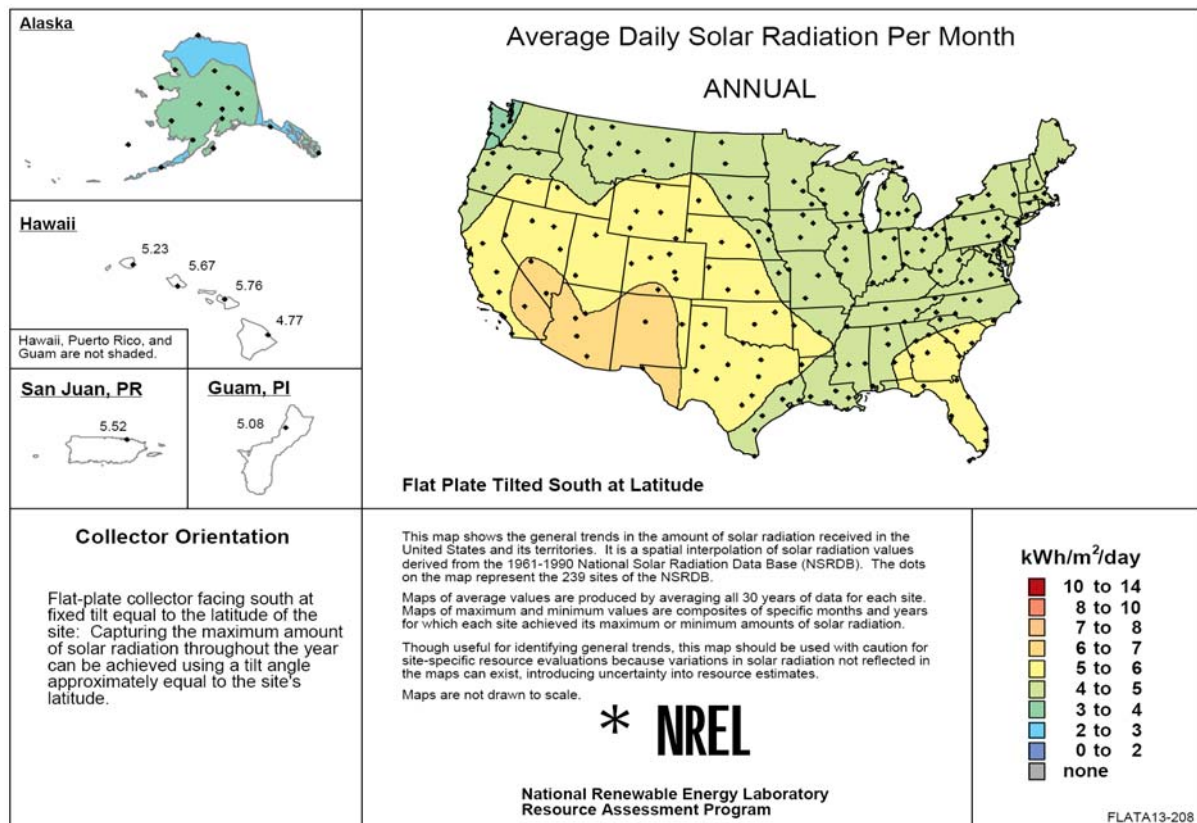 Alaska
Average Daily Solar Radiation Per Month
ANNUAL
Hawaii
5.23
5.67
5.76
4.77
Hawaii, Puerto Rico, and
Guam are not shaded.
San Juan, PR
5.52
Guam, PI
5.08
Flat Plate Tilted South at Latitude
Collector Orientation
Flat-plate collector facing south at
fixed tilt equal to the latitude of the
site: Capturing the maximum amount
of solar radiation throughout the year
can be achieved using a tilt angle
approximately equal to the site's
latitude.
This map shows the general trends in the amount of solar radiation received in the
United States and its territories. It is a spatial interpolation of solar radiation values
derived from the 1961-1990 National Solar Radiation Data Base (NSRDB). The dots
on the map represent the 239 sites of the NSRDB.
Maps of average values are produced by averaging all 30 years of data for each site.
Maps of maximum and minimum values are composites of specific months and years
for which each site achieved its maximum or minimum amounts of solar radiation.
Though useful for identifying general trends, this map should be used with caution for
site-specific resource evaluations because variations in solar radiation not reflected in
the maps can exist, introducing uncertainty into resource estimates.
Maps are not drawn to scale.
* NREL
National Renewable Energy Laboratory
Resource Assessment Program
kWh/m²/day
10 to 14
8 to 10
7 to 8
6 to 7
5 to 6
4 to 5
3 to 4
2 to 3
0 to 2
none
FLATA13-208